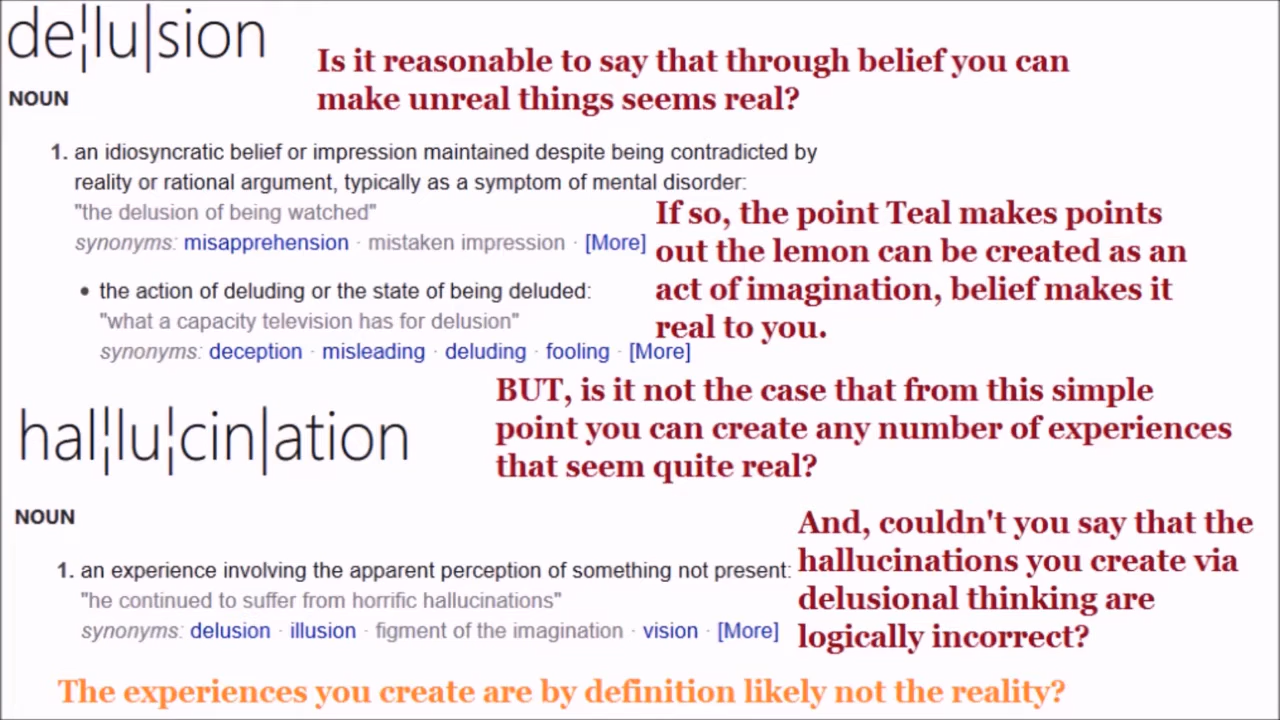 de¦lu|sion
Is it reasonable to say that through belief you can
make unreal things seems real?
NOUN
1. an idiosyncratic belief or impression maintained despite being contradicted by
reality or rational argument, typically as a symptom of mental disorder:
"the delusion of being watched"
synonyms: misapprehension · mistaken impression · [More]
If so, the point Teal makes points
out the lemon can be created as an
act of imagination, belief makes it
real to you.
• the action of deluding or the state of being deluded:
"what a capacity television has for delusion"
synonyms: deception · misleading · deluding · fooling · [More]
BUT, is it not the case that from this simple
point you can create any number of experiences
that seem quite real?
hal¦lu¦cin|ation
NOUN
And, couldn't you say that the
hallucinations you create via
delusional thinking are
logically incorrect?
1. an experience involving the apparent perception of something not present:
"he continued to suffer from horrific hallucinations"
synonyms: delusion · illusion · figment of the imagination · vision · [More]
The experiences you create are by definition likely not the reality?